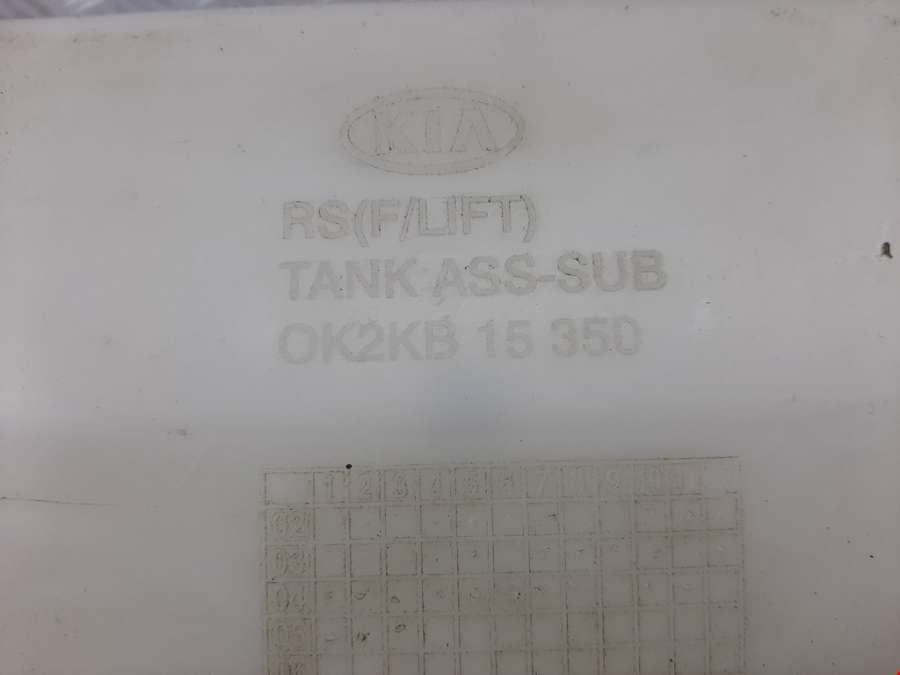 KIA
RS(F/LIFT)
TANK ASS-SUB
OK2KB 15 350
1 2 3 4 5 6 7 8 9 10 11
02
03
04
05